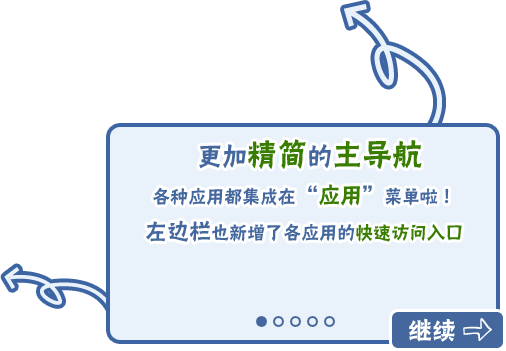 更加精简的主导航
各种应用都集成在“应用”菜单啦！
左边栏也新增了各应用的快速访问入口
继续